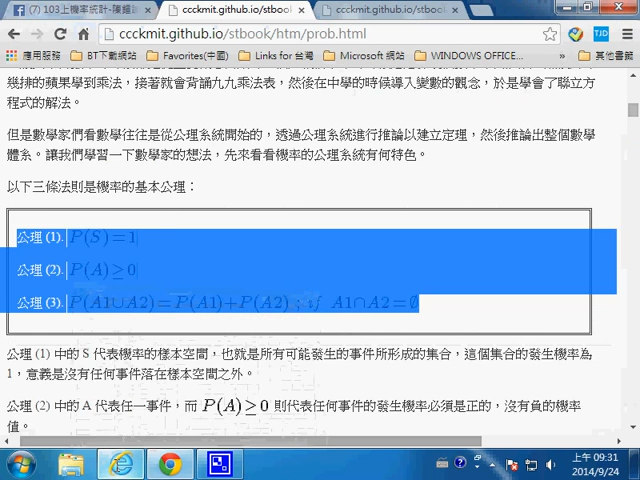 (7) 103上機率統計-陳鍾誠
ccckmit.github.io/stbook
ccckmit.github.io/stbook
ccckmit.github.io/stbook/htm/prob.html
應用服務 BT下載網站 Favorites(中國) Links for 台灣 Microsoft 網站 WINDOWS OFFICE... » 其他書籤
幾排的蘋果學到乘法，接著就會背誦九九乘法表，然後在中學的時候導入變數的觀念，於是學會了聯立方
程式的解法。
但是數學家們看數學往往是從公理系統開始的，透過公理系統進行推論以建立定理，然後推論出整個數學
體系。讓我們學習一下數學家的想法，先來看看機率的公理系統有何特色。
以下三條法則是機率的基本公理：
公理 (1). P(S)=1
公理 (2). P(A)≥0
公理 (3). P(A1∪A2)=P(A1)+P(A2) ; if A1∩A2=∅
公理 (1) 中的 S 代表機率的樣本空間，也就是所有可能發生的事件所形成的集合，這個集合的發生機率為
1，意義是沒有任何事件落在樣本空間之外。
公理 (2) 中的 A 代表任一事件，而 P(A)≥0 則代表任何事件的發生機率必須是正的，沒有負的機率
值。
上午 09:31
2014/9/24